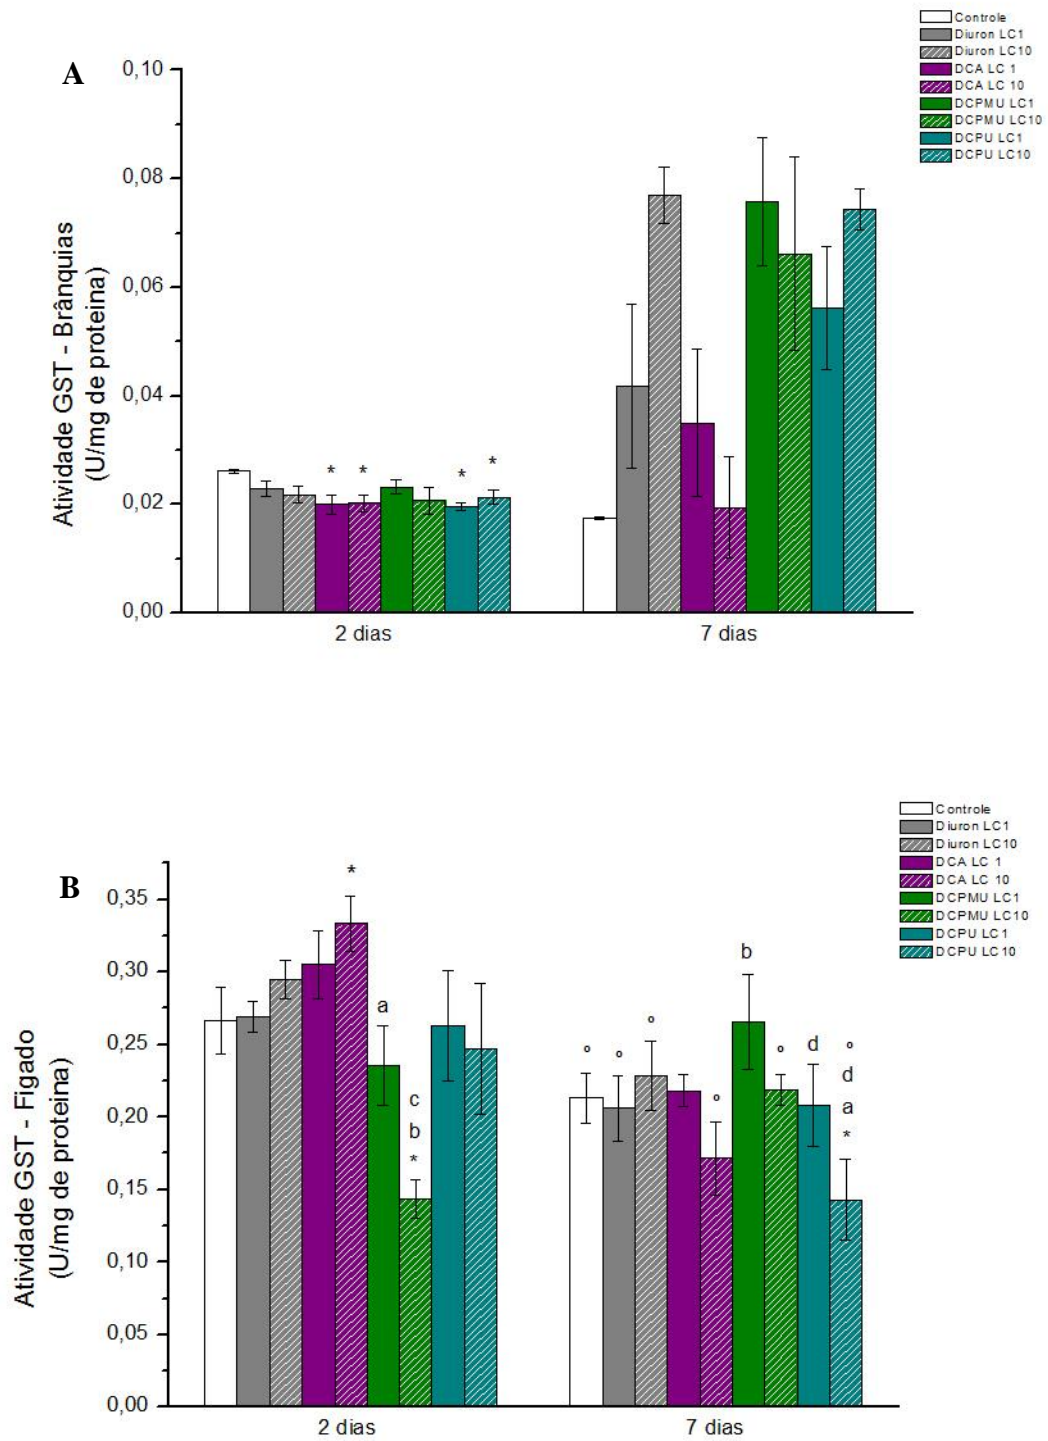 Controle
Diuron LC1
Diuron LC10
DCA LC 1
DCA LC 10
DCPMU LC1
DCPMU LC10
DCPU LC1
DCPU LC10
A
0,10
0,08
0,06
0,04
0,02
0,00
Atividade GST - Brânquias
(U/mg de proteina)
* * * *
2 dias 7 dias
Controle
Diuron LC1
Diuron LC10
DCA LC 1
DCA LC 10
DCPMU LC1
DCPMU LC10
DCPU LC1
DCPU LC10
B
0,35
0,30
0,25
0,20
0,15
0,10
0,05
0,00
Atividade GST - Figado
(U/mg de proteina)
*
a
c
b
*
º
º
º
º
b
º
d
º
d
a
*
2 dias 7 dias